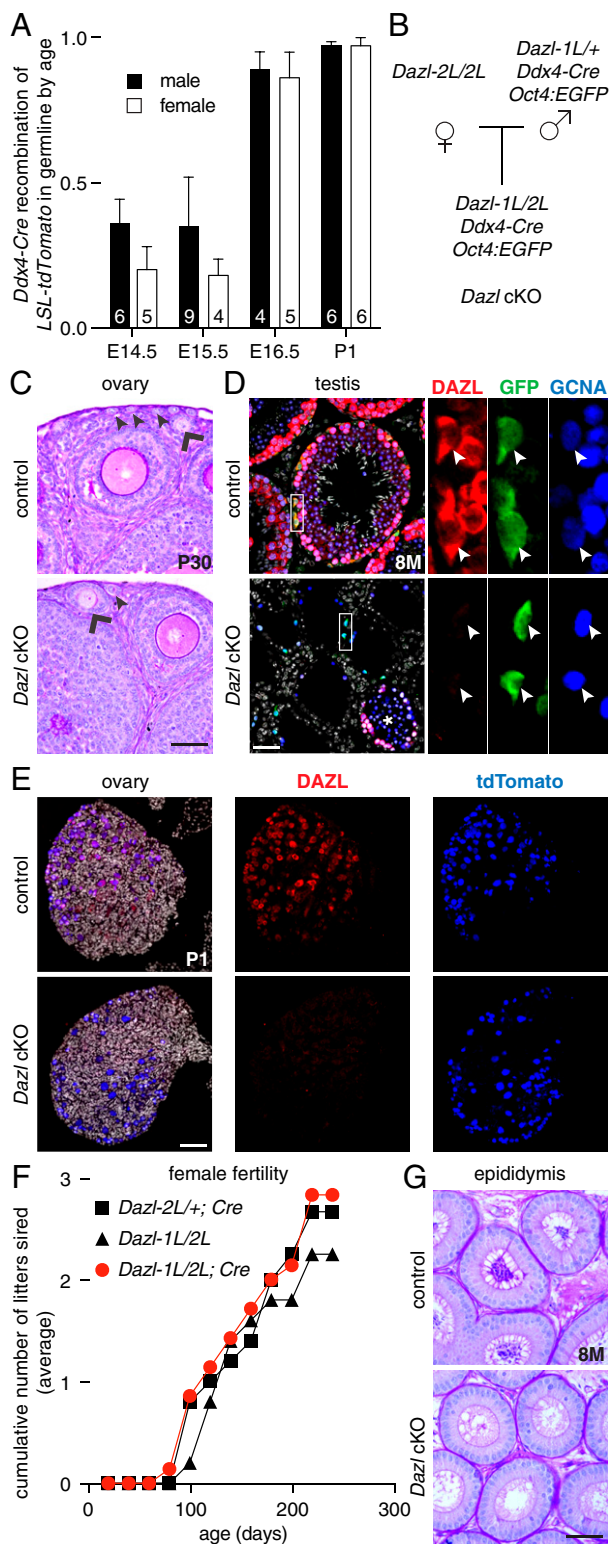 A
Ddx4-Cre recombination of
LSL-tdTomato in germline by age
1.0
0.5
0.0
male
female
6
5
9
4
4
5
6
6
E14.5
E15.5
E16.5
P1
B
Dazl-2L/2L
Dazl-1L/+
Ddx4-Cre
Oct4:EGFP
♀
♂
Dazl-1L/2L
Ddx4-Cre
Oct4:EGFP
Dazl cKO
C
ovary
control
P30
Dazl cKO
D
testis
DAZL
GFP
GCNA
control
8M
Dazl cKO
*
E
ovary
DAZL
tdTomato
control
P1
Dazl cKO
F
female fertility
cumulative number of litters sired
(average)
3
2
1
0
Dazl-2L/+; Cre
Dazl-1L/2L
Dazl-1L/2L; Cre
0
100
200
300
age (days)
G
epididymis
control
8M
Dazl cKO